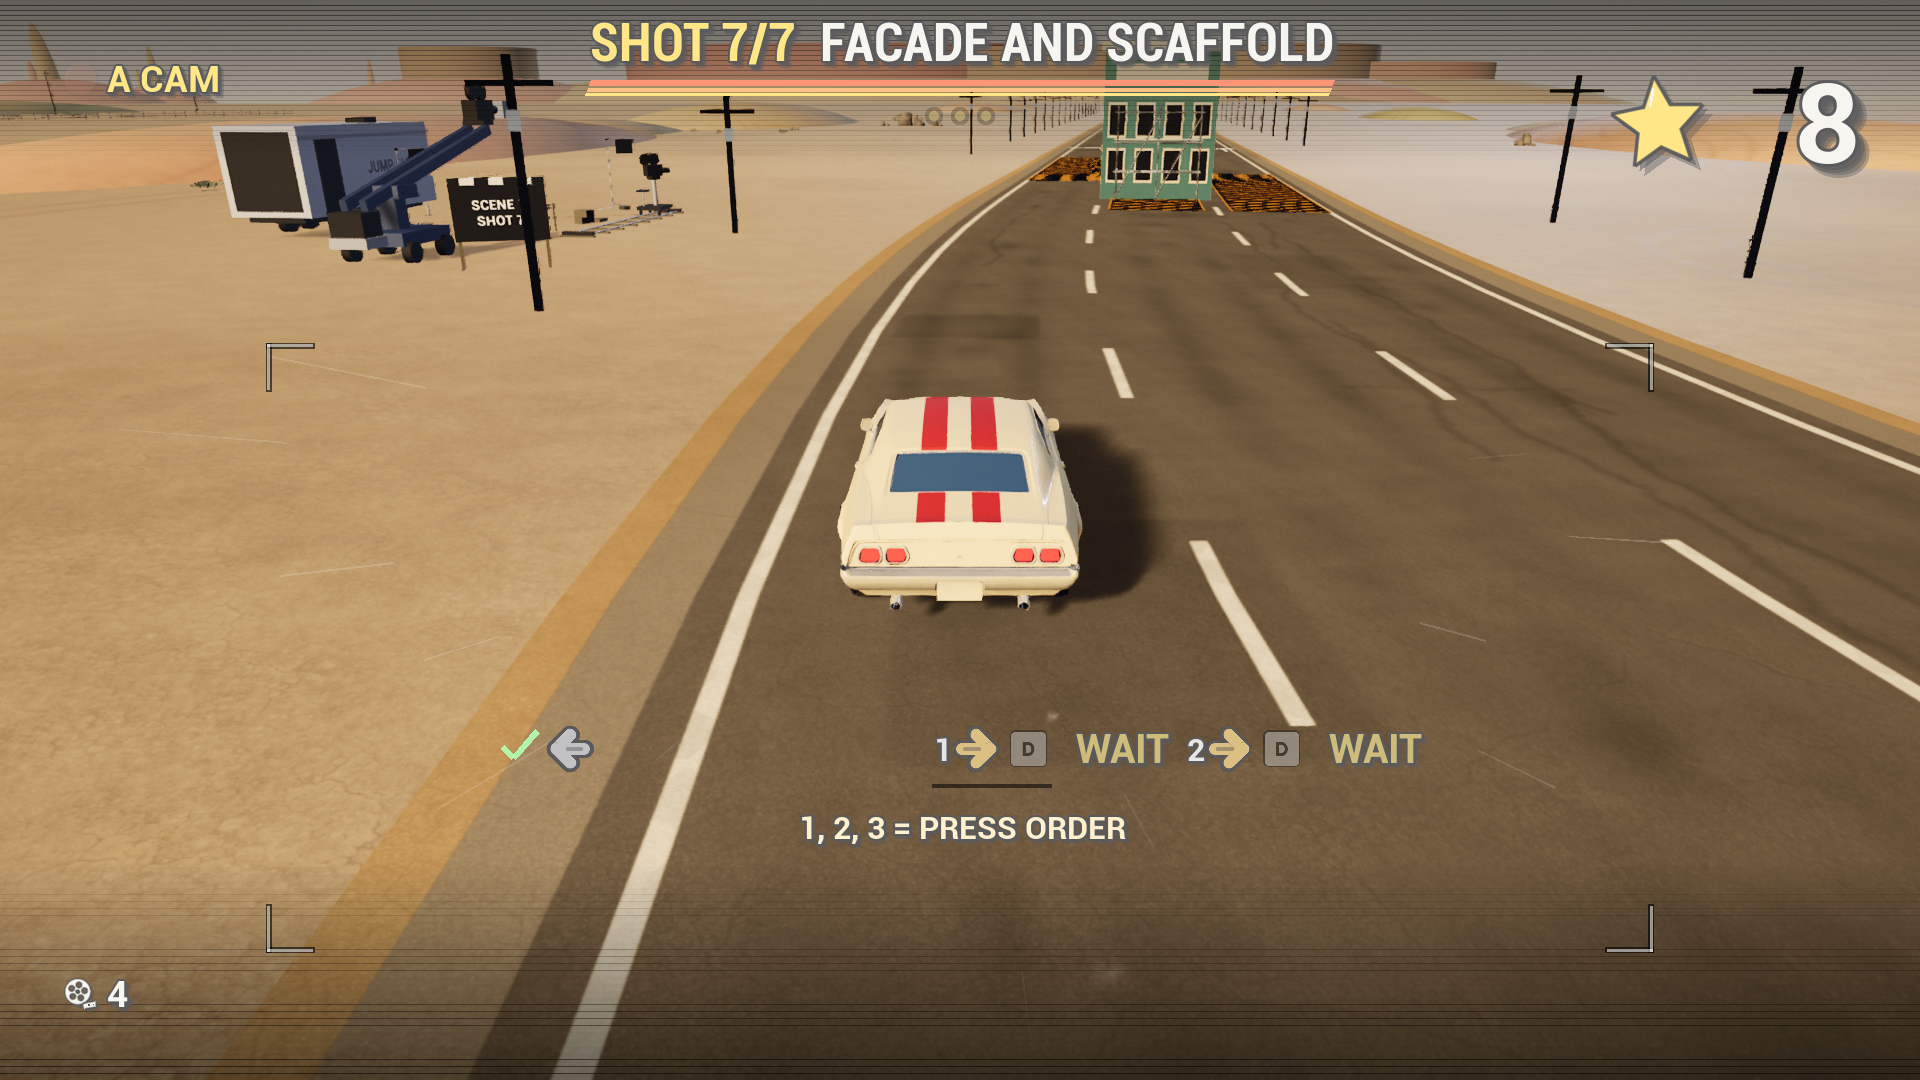 SHOT 7/7 FACADE AND SCAFFOLD
A CAM
8
JUMP
SCENE
SHOT 7
1 D WAIT 2 D WAIT
1, 2, 3 = PRESS ORDER
4